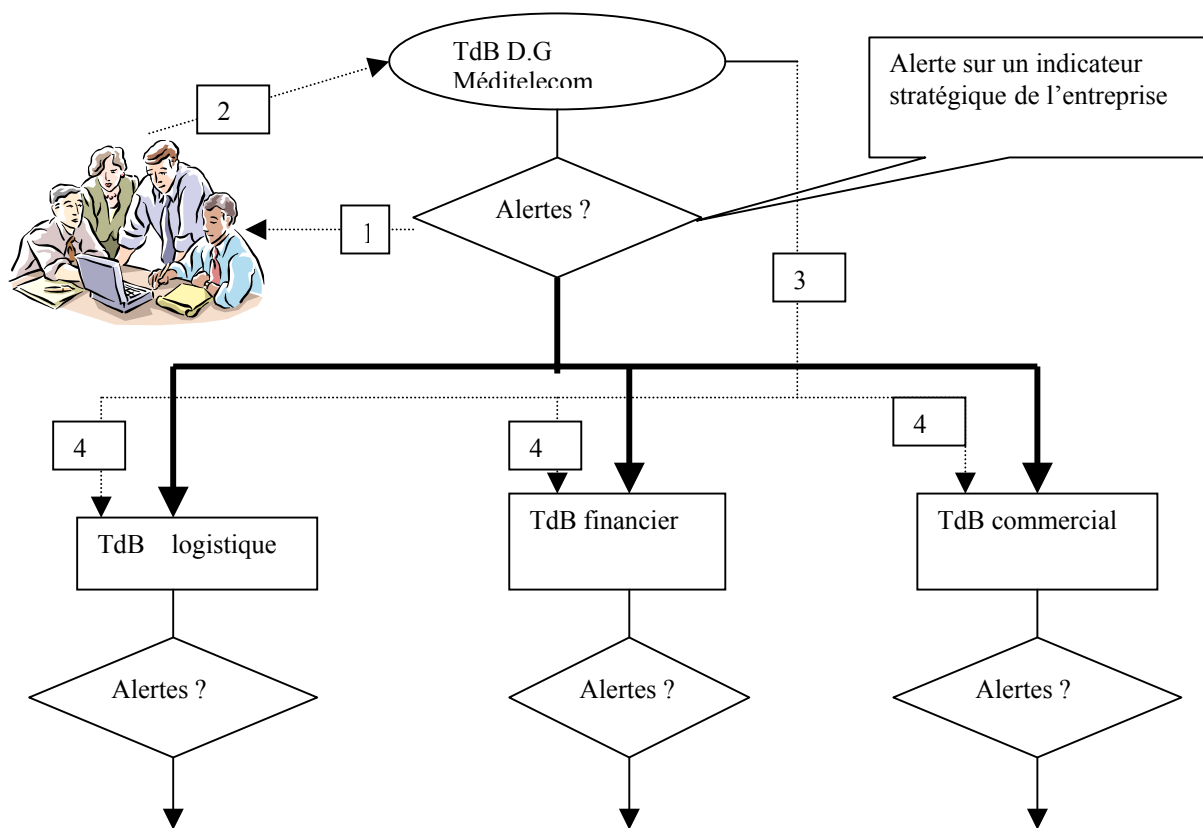 TdB D.G
Méditelecom
Alerte sur un indicateur
stratégique de l’entreprise
2
Alertes ?
1
3
4
4
4
TdB logistique
TdB financier
TdB commercial
Alertes ?
Alertes ?
Alertes ?